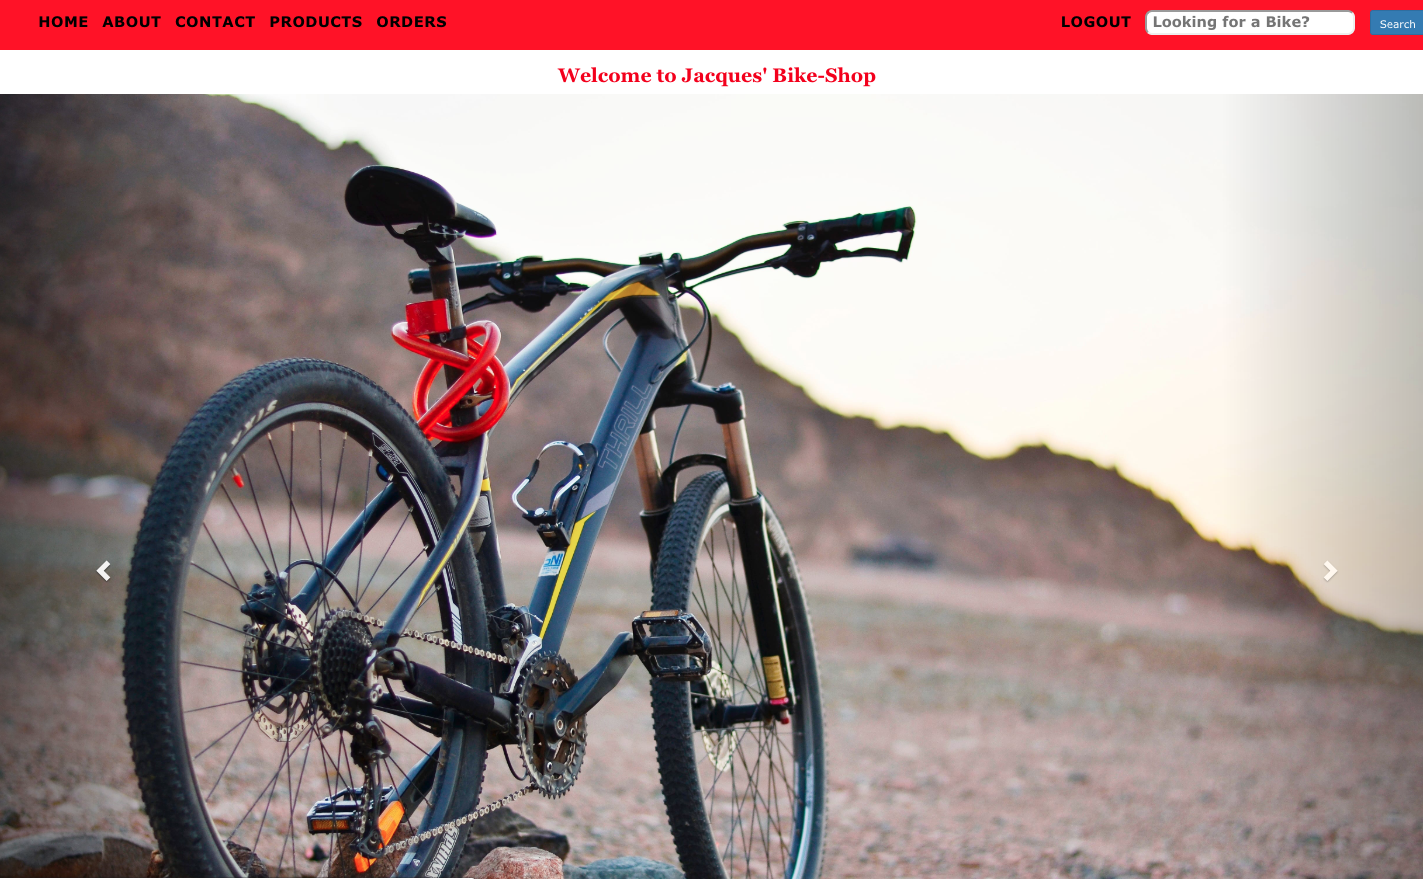 HOME ABOUT CONTACT PRODUCTS ORDERS LOGOUT Looking for a Bike? Search
Welcome to Jacques' Bike-Shop
THRILL